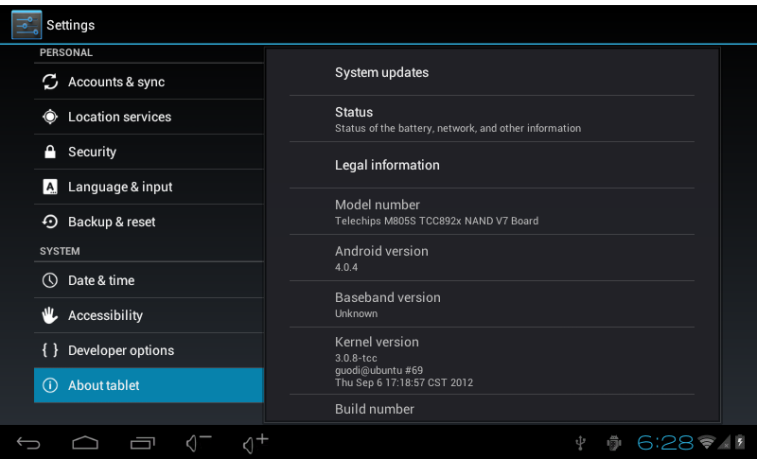 Settings
PERSONAL
Accounts & sync
Location services
Security
Language & input
Backup & reset
SYSTEM
Date & time
Accessibility
Developer options
About tablet
System updates
Status
Status of the battery, network, and other information
Legal information
Model number
Telechips M805S TCC892x NAND V7 Board
Android version
4.0.4
Baseband version
Unknown
Kernel version
3.0.8-tcc
guodi@ubuntu #69
Thu Sep 6 17:18:57 CST 2012
Build number
6:28